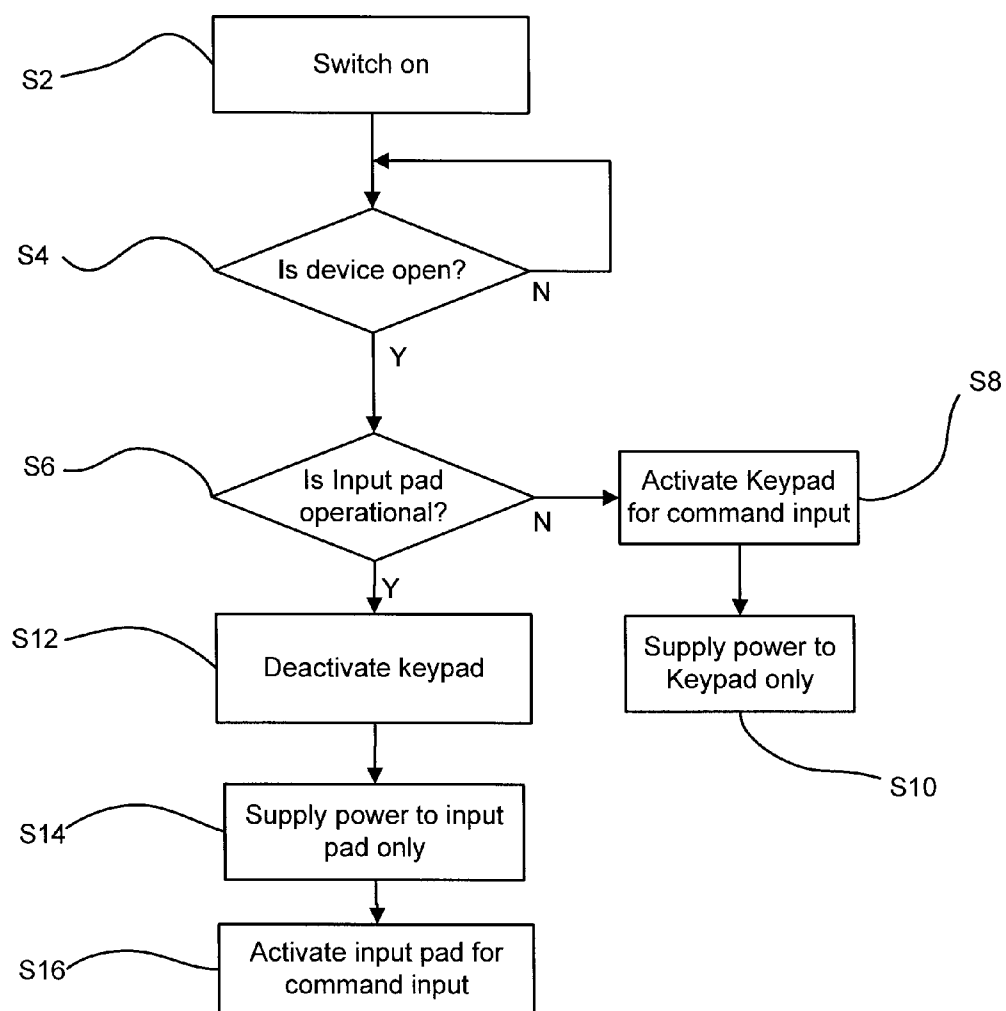 S2
Switch on
S4
Is device open?
N
Y
S8
S6
Is Input pad
operational?
N
Activate Keypad
for command input
Y
S12
Deactivate keypad
Supply power to
Keypad only
S10
S14
Supply power to input
pad only
S16
Activate input pad for
command input